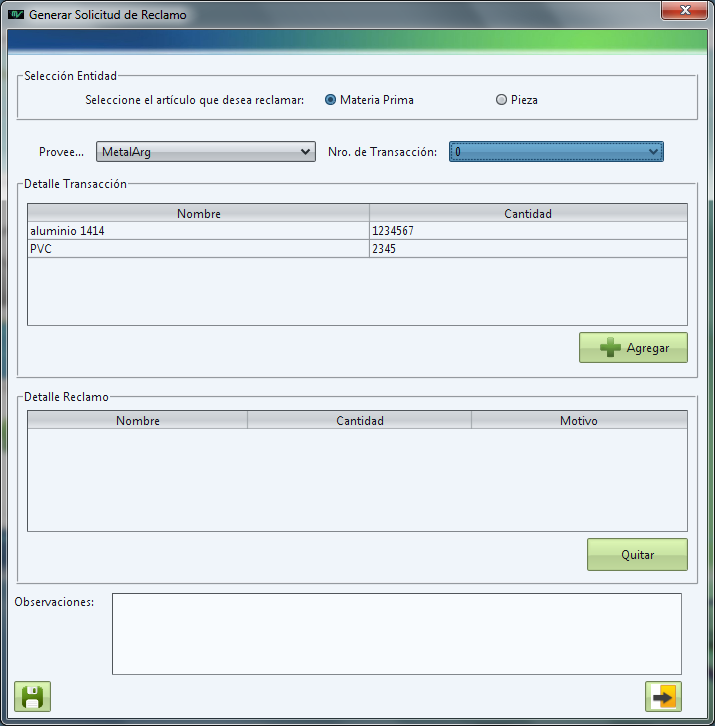 Generar Solicitud de Reclamo
Selección Entidad
Seleccione el artículo que desea reclamar: Materia Prima Pieza
Provee... MetalArg Nro. de Transacción: 0
Detalle Transacción
Nombre Cantidad
aluminio 1414 1234567
PVC 2345
Agregar
Detalle Reclamo
Nombre Cantidad Motivo
Quitar
Observaciones: